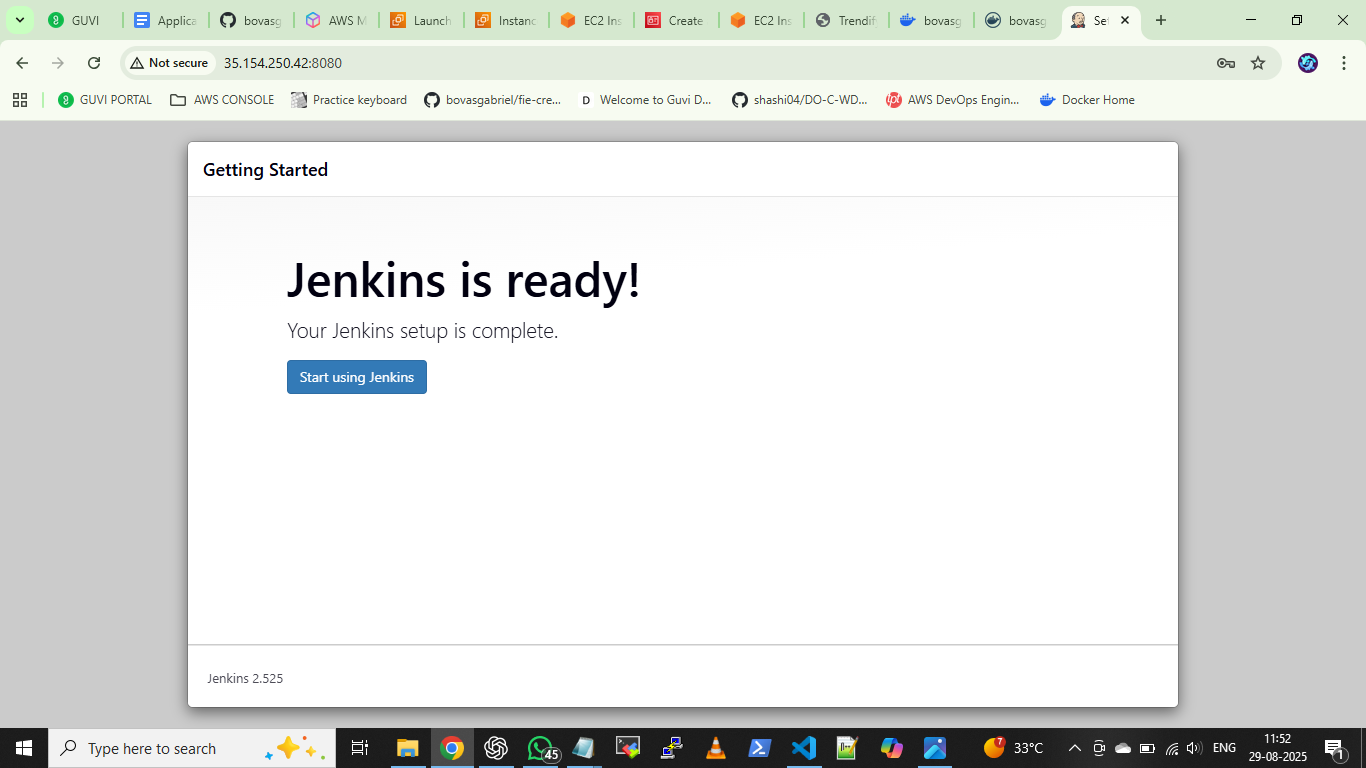 GUVI
Applica
bovasg
AWS M
Launch
Instanc
EC2 Ins
Create
EC2 Ins
Trendif
bovasg
bovasg
Set
Not secure
35.154.250.42:8080
GUVI PORTAL
AWS CONSOLE
Practice keyboard
bovasgabriel/fie-cre...
Welcome to Guvi D...
shashi04/DO-C-WD...
AWS DevOps Engin...
Docker Home
Getting Started
Jenkins is ready!
Your Jenkins setup is complete.
Start using Jenkins
Jenkins 2.525
Type here to search
45
7
33°C
ENG
11:52
29-08-2025
1